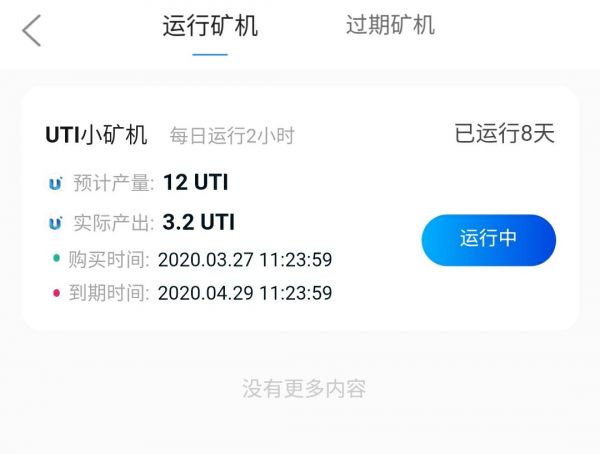 运行矿机 过期矿机
UTI小矿机 每日运行2小时 已运行8天
预计产量: 12 UTI
实际产出: 3.2 UTI
运行中
购买时间: 2020.03.27 11:23:59
到期时间: 2020.04.29 11:23:59
没有更多内容